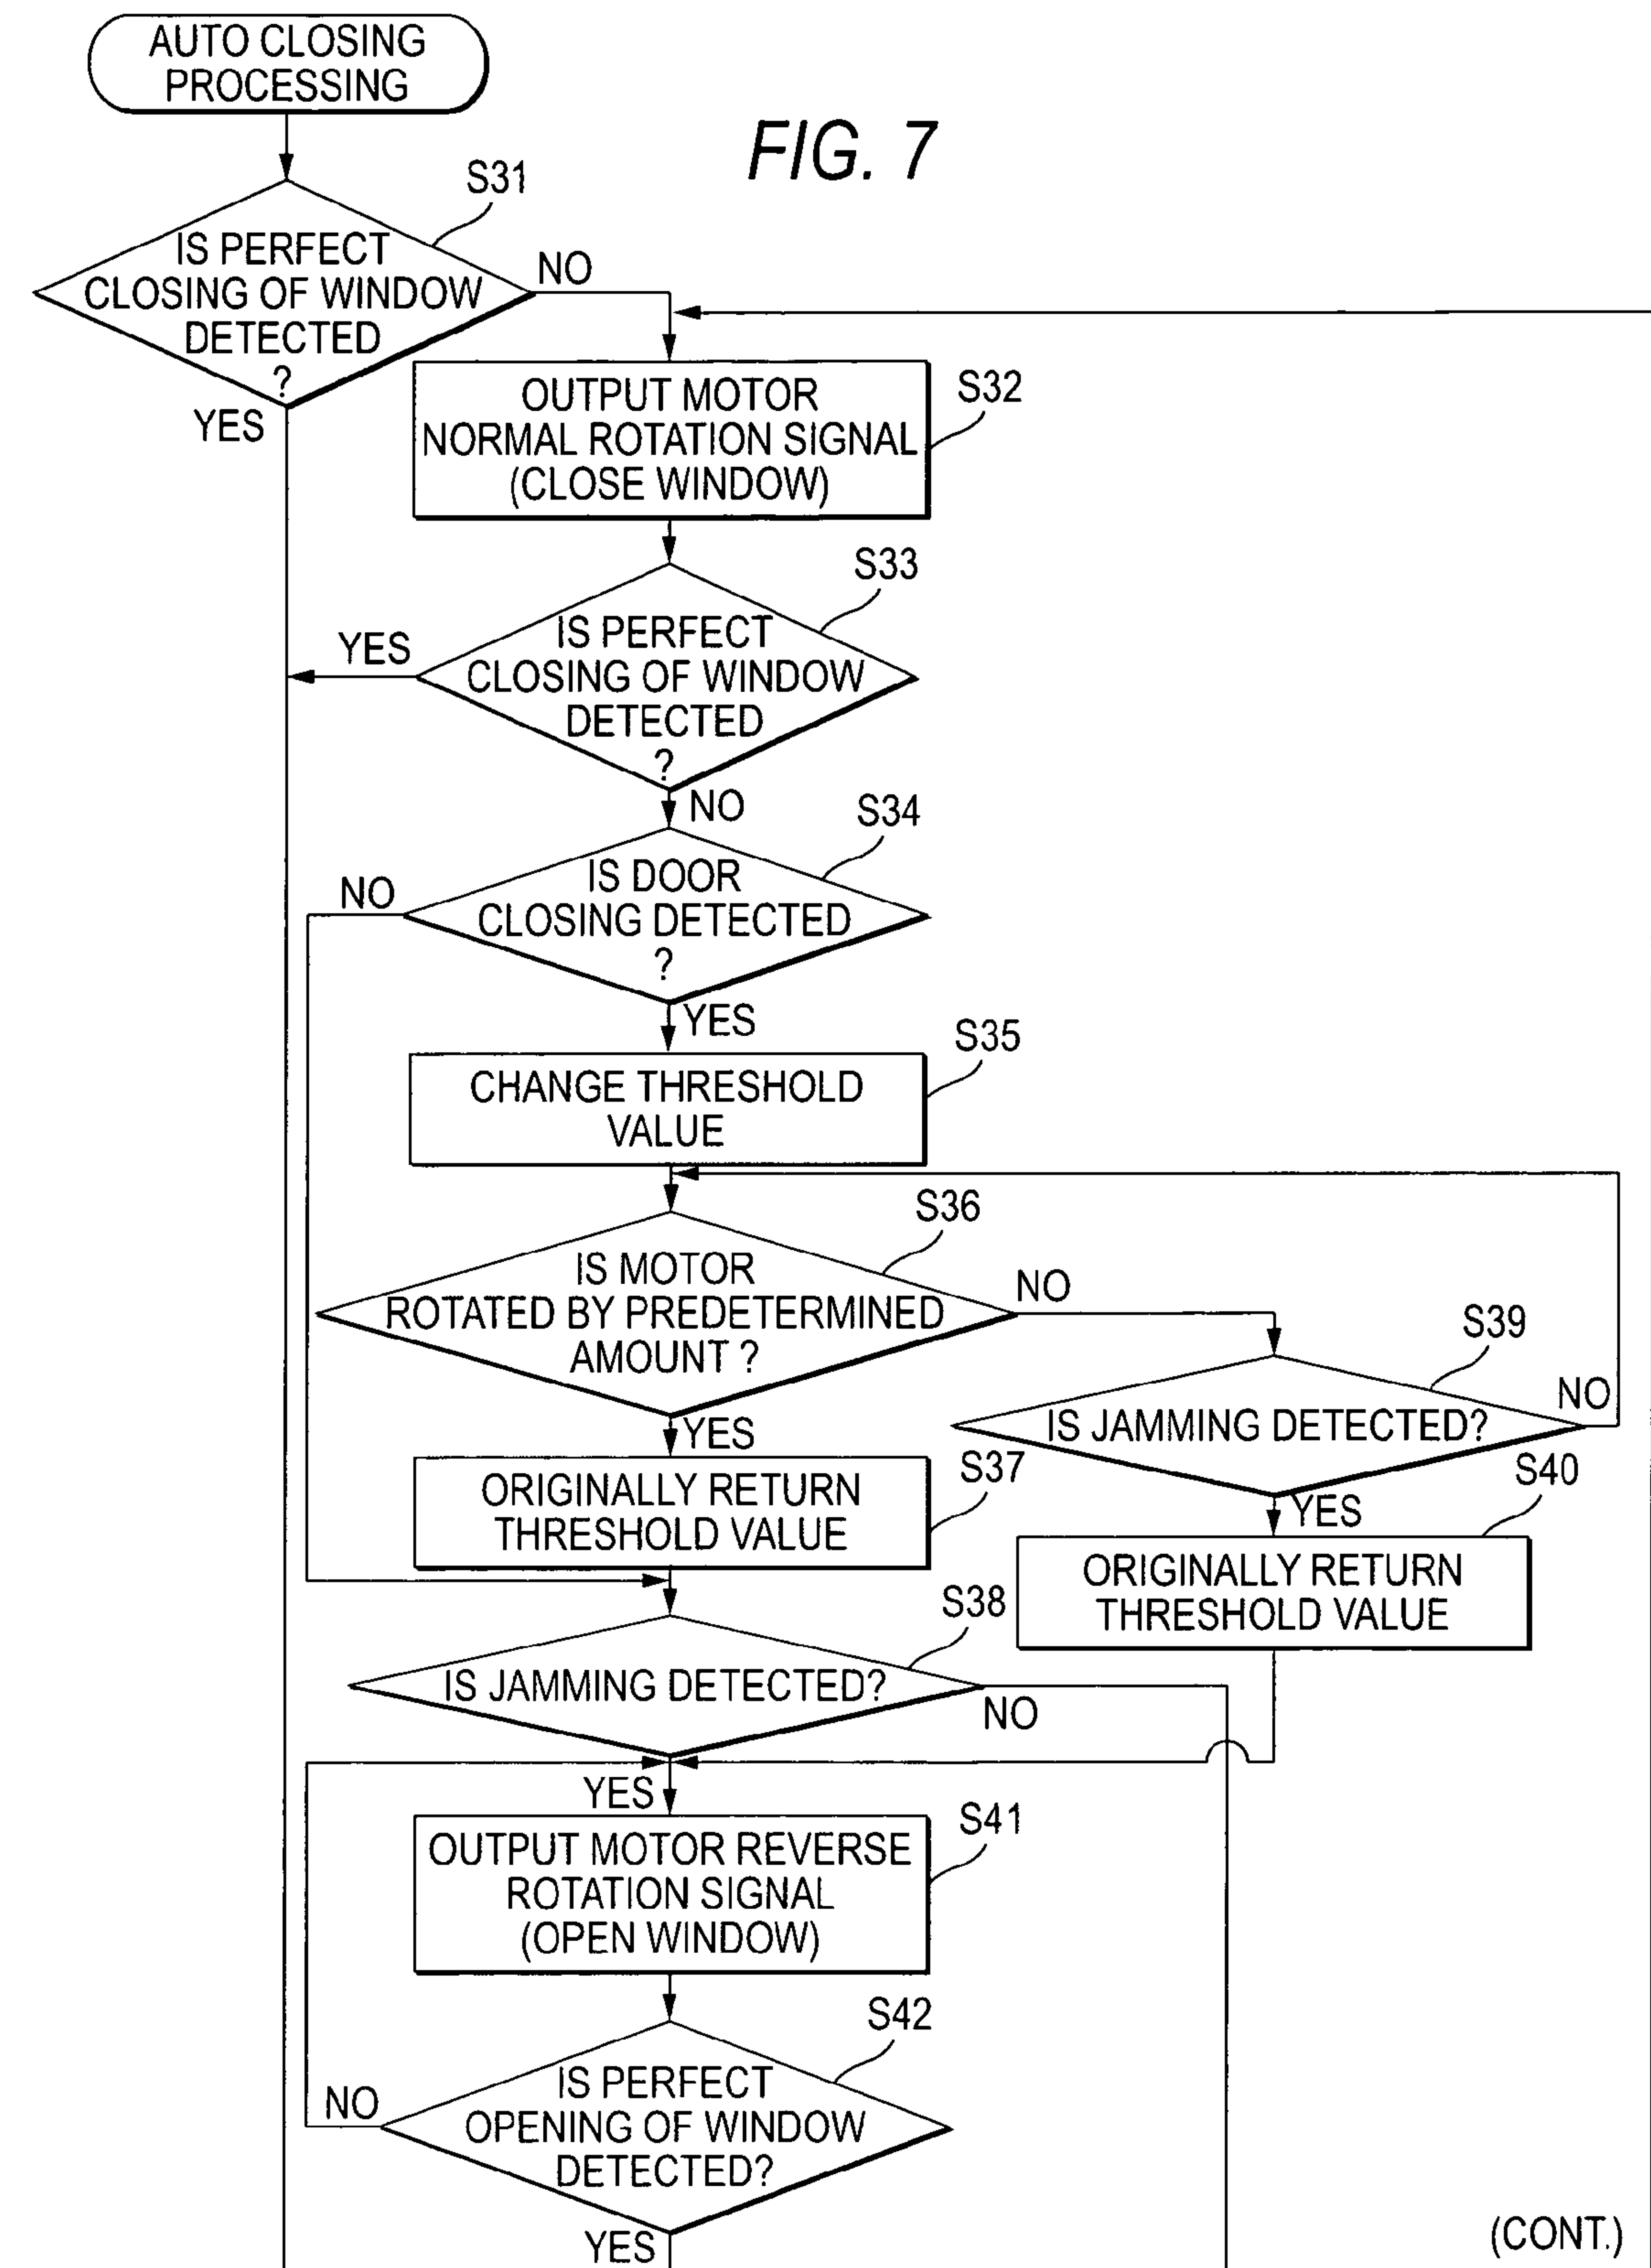 AUTO CLOSING
PROCESSING
FIG. 7
S31
IS PERFECT
CLOSING OF WINDOW
DETECTED
?
NO
YES
S32
OUTPUT MOTOR
NORMAL ROTATION SIGNAL
(CLOSE WINDOW)
S33
IS PERFECT
CLOSING OF WINDOW
DETECTED
?
YES
NO
S34
IS DOOR
CLOSING DETECTED
?
NO
YES
S35
CHANGE THRESHOLD
VALUE
S36
IS MOTOR
ROTATED BY PREDETERMINED
AMOUNT ?
NO
YES
S39
IS JAMMING DETECTED?
NO
YES
S37
ORIGINALLY RETURN
THRESHOLD VALUE
S40
ORIGINALLY RETURN
THRESHOLD VALUE
S38
IS JAMMING DETECTED?
NO
YES
S41
OUTPUT MOTOR REVERSE
ROTATION SIGNAL
(OPEN WINDOW)
S42
IS PERFECT
OPENING OF WINDOW
DETECTED?
NO
YES
(CONT.)